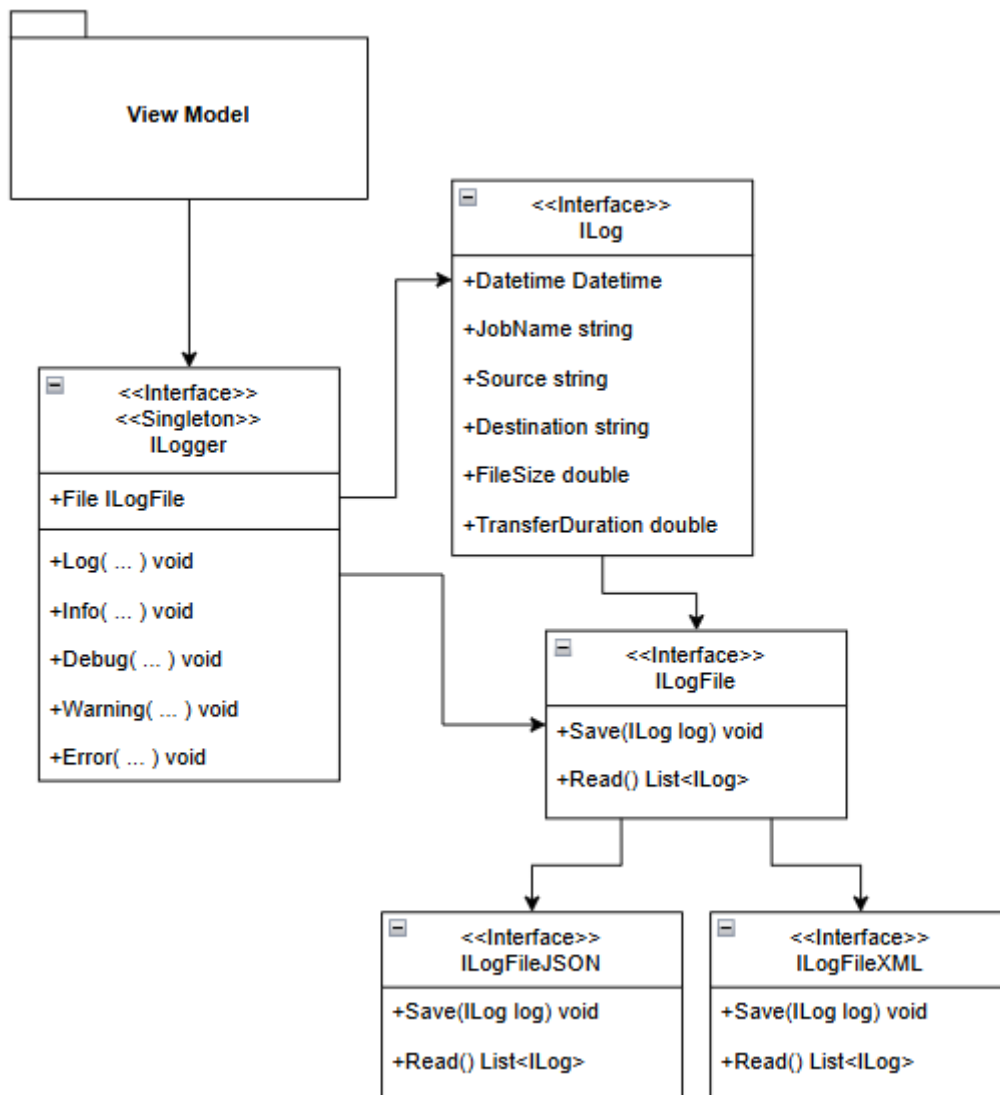 View Model
<<Interface>>
ILog
+Datetime Datetime
+JobName string
+Source string
+Destination string
+FileSize double
+TransferDuration double
<<Interface>>
<<Singleton>>
ILogger
+File ILogFile
+Log( ... ) void
+Info( ... ) void
+Debug( ... ) void
+Warning( ... ) void
+Error( ... ) void
<<Interface>>
ILogFile
+Save(ILog log) void
+Read() List<ILog>
<<Interface>>
ILogFileJSON
+Save(ILog log) void
+Read() List<ILog>
<<Interface>>
ILogFileXML
+Save(ILog log) void
+Read() List<ILog>